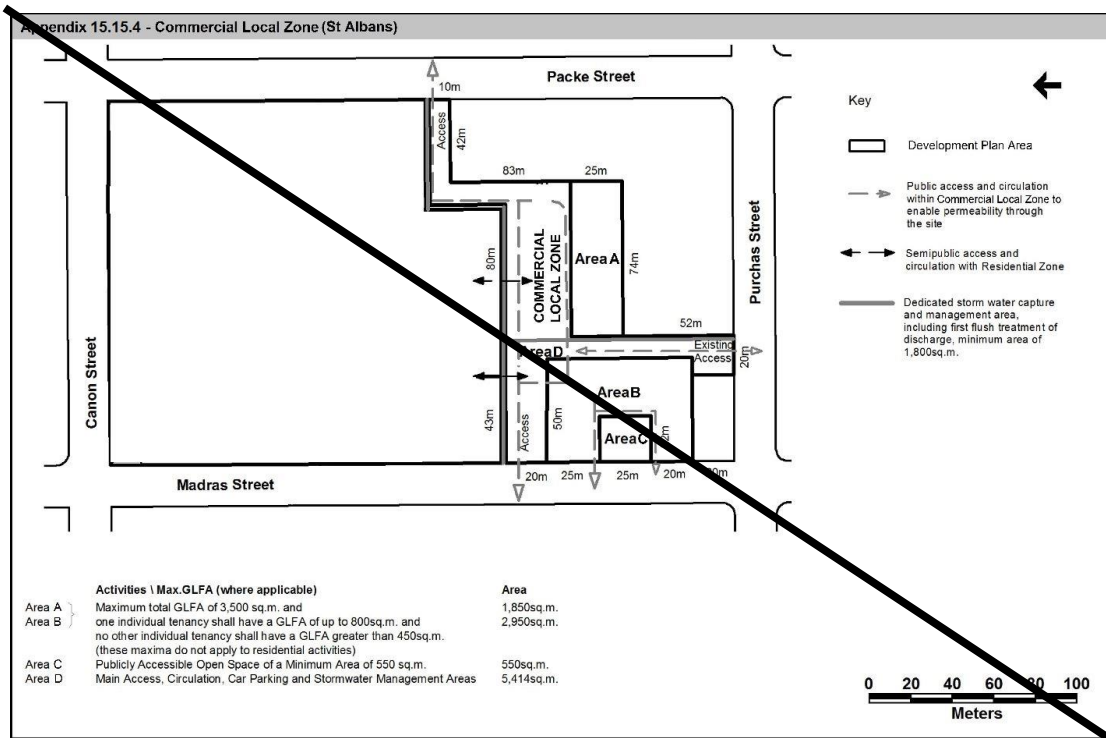 Appendix 15.15.4 - Commercial Local Zone (St Albans)
Packe Street
10m
Key
Access
42m
Development Plan Area
83m
25m
Public access and circulation
within Commercial Local Zone to
enable permeability through
the site
COMMERCIAL
LOCAL ZONE
Area A
74m
80m
Purchas Street
Semipublic access and
circulation with Residential Zone
Dedicated storm water capture
and management area,
including first flush treatment of
discharge, minimum area of
1,800sq.m.
52m
Existing
Access
20m
Area D
Canon Street
Area B
43m
Access
50m
Area C
20m
25m
25m
20m
Madras Street
Activities \ Max.GLFA (where applicable)
Area
Area A
Maximum total GLFA of 3,500 sq.m. and
1,850sq.m.
Area B
one individual tenancy shall have a GLFA of up to 800sq.m. and
2,950sq.m.
no other individual tenancy shall have a GLFA greater than 450sq.m.
(these maxima do not apply to residential activities)
Area C
Publicly Accessible Open Space of a Minimum Area of 550 sq.m.
550sq.m.
Area D
Main Access, Circulation, Car Parking and Stormwater Management Areas
5,414sq.m.
0 20 40 60 80 100
Meters